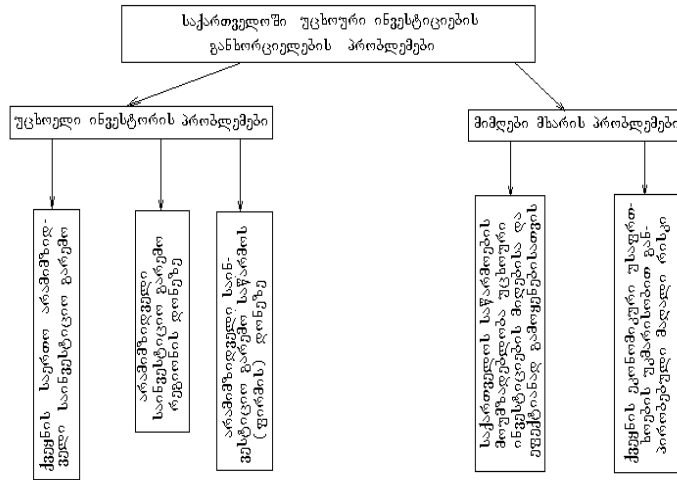 საქართველოში უცხოური ინვესტიციების
განხორციელების პრობლემები
უცხოელი ინვესტორის პრობლემები
მიმღები მხარის პრობლემები
ქვეყნის საერთო არამიმზიდ-
ველი საინვესტიციო გარემო
არამიმზიდველი
საინვესტიციო გარემო
რეგიონის დონეზე
არამიმზიდველი საინ-
ვესტიციო გარემო საწარმოს
(ფირმის) დონეზე
საქართველოს საწარმოების
მოუმზადებლობა უცხოური
ინვესტიციების მიღებისა და
ეფექტიანად გამოყენებისათვის
ქვეყნის ეკონომიკური უსაფრთ-
ხოების უკმარისობით გან-
პირობებული მაღალი რისკი